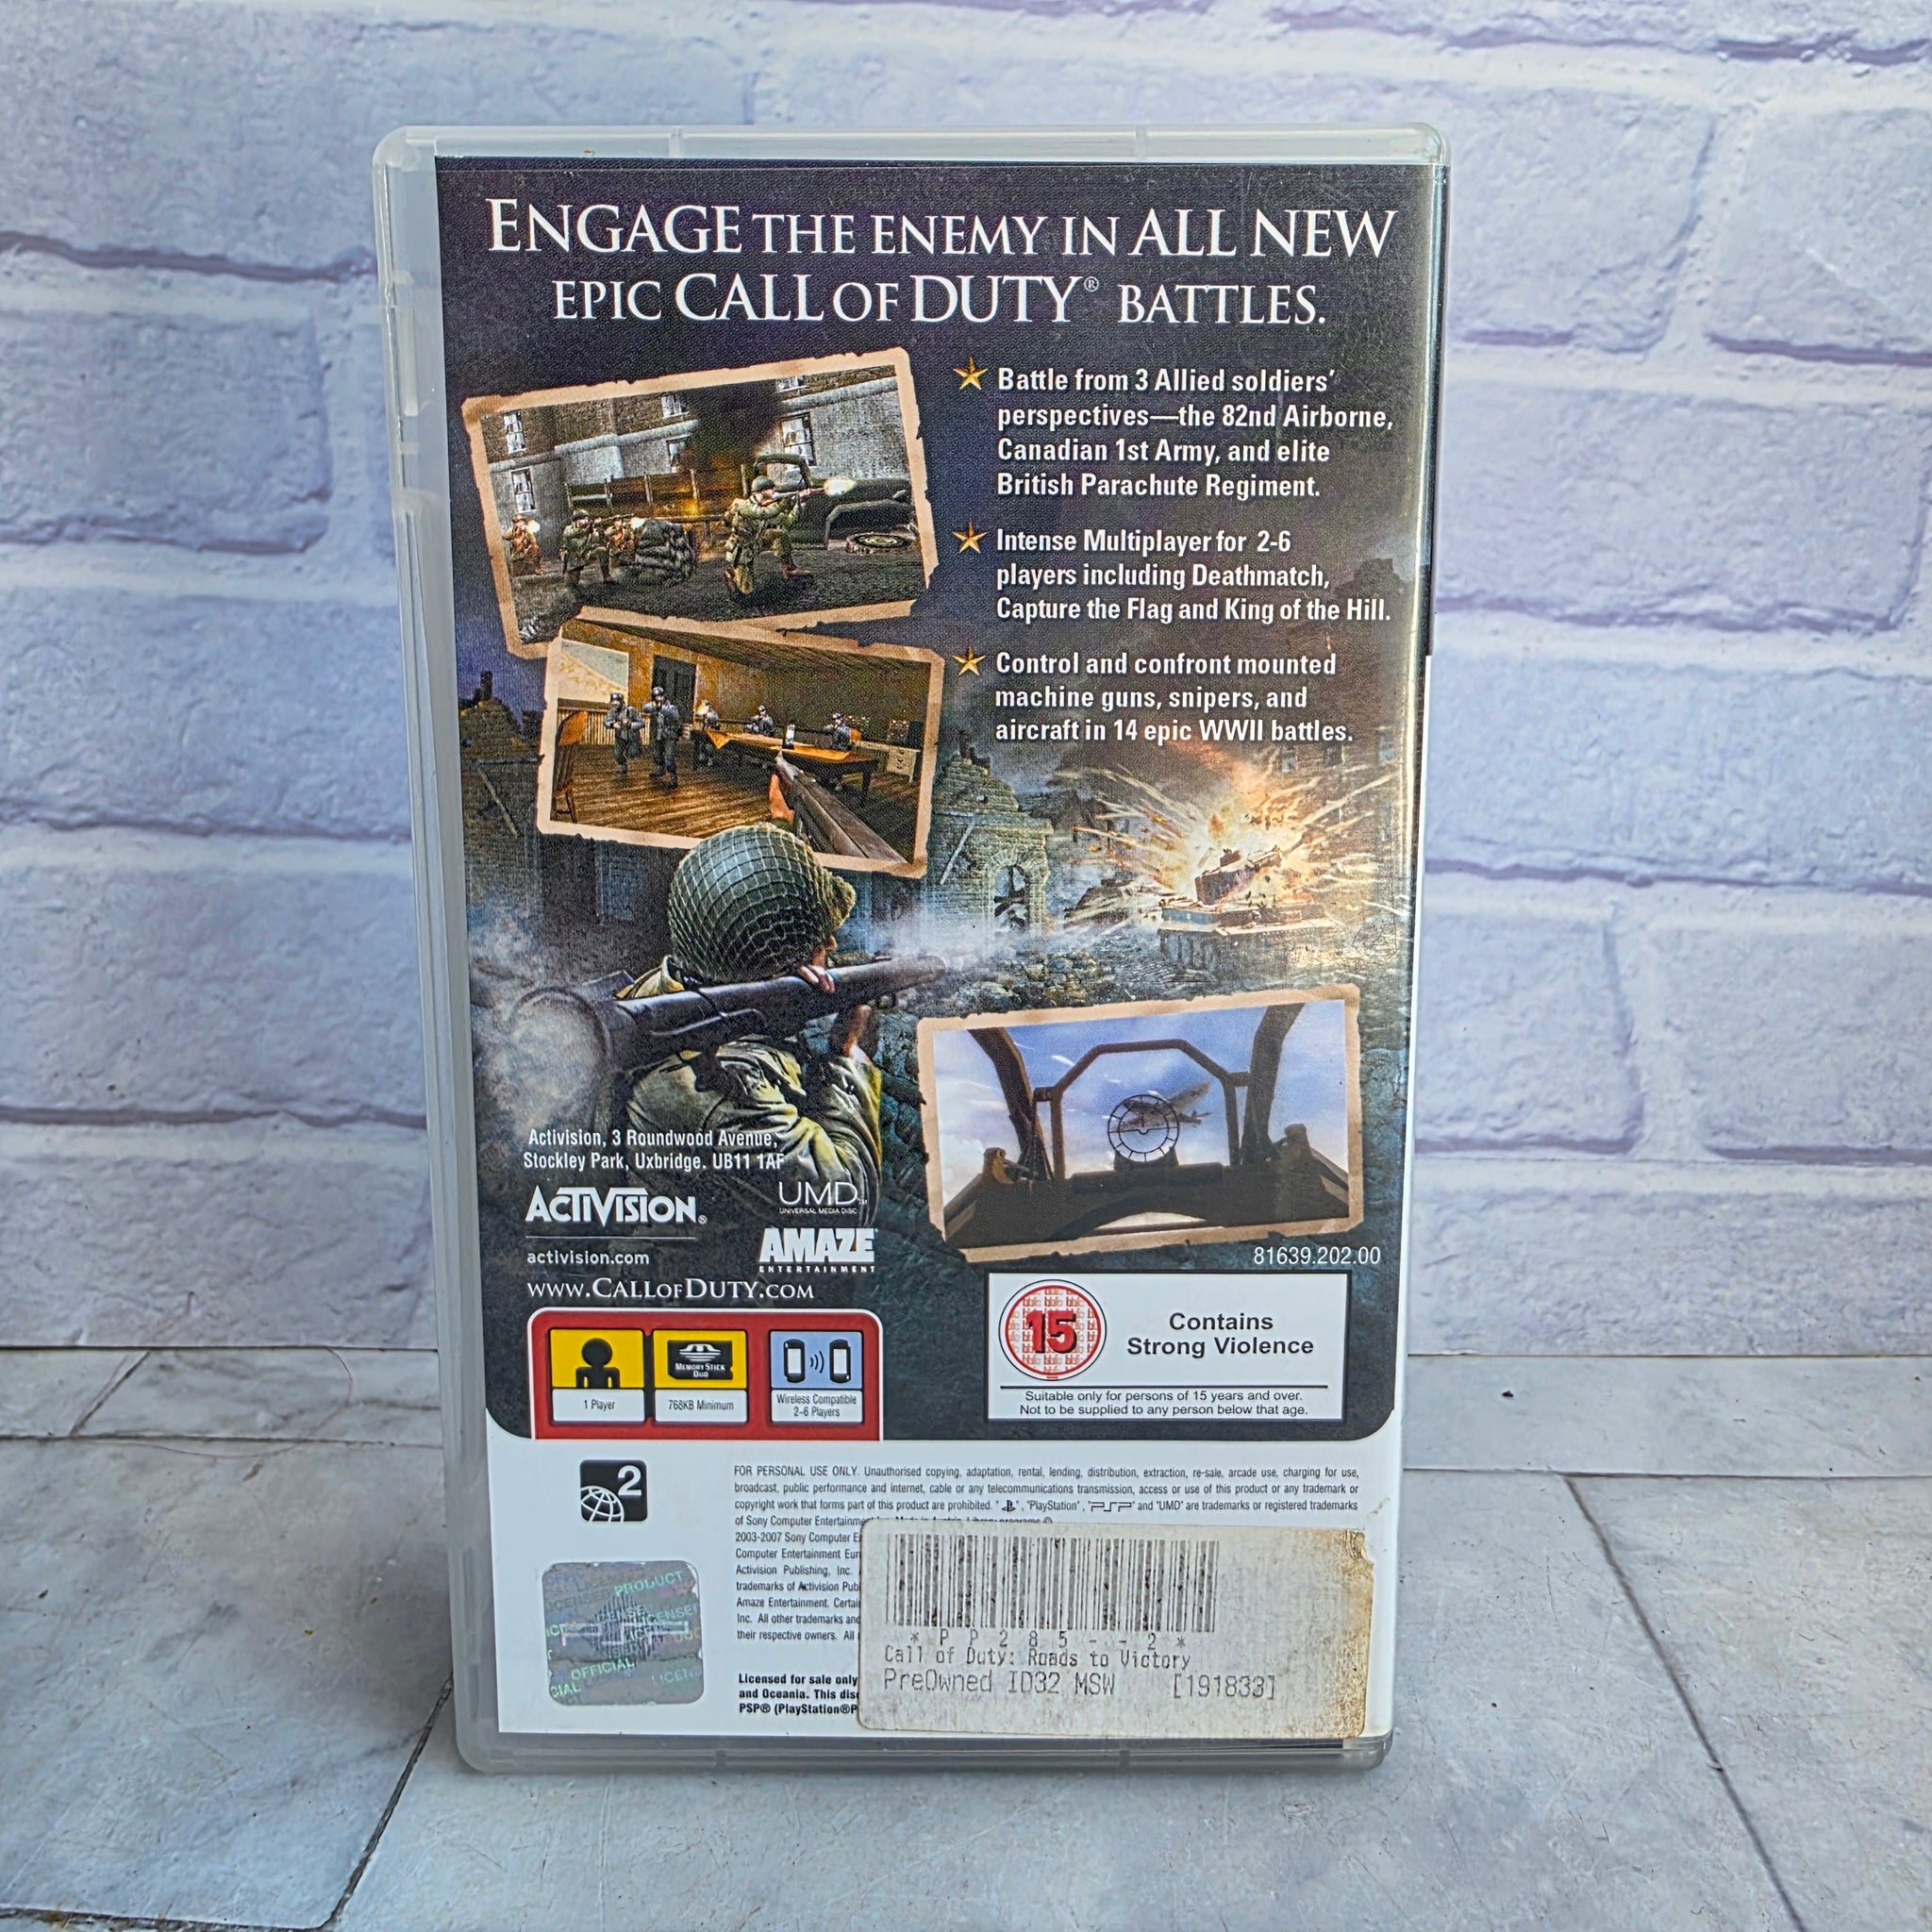 ENGAGE THE ENEMY IN ALL NEW
EPIC CALL OF DUTY® BATTLES.
Battle from 3 Allied soldiers'
perspectives—the 82nd Airborne,
Canadian 1st Army, and elite
British Parachute Regiment.
Intense Multiplayer for 2-6
players including Deathmatch,
Capture the Flag and King of the Hill.
Control and confront mounted
machine guns, snipers, and
aircraft in 14 epic WWII battles.
Activision, 3 Roundwood Avenue,
Stockley Park, Uxbridge. UB11 1AF
ACTIVISION®
UMD™
UNIVERSAL MEDIA DISC
activision.com
AMAZE
ENTERTAINMENT
81639.202.00
WWW.CALLOFDUTY.COM
15
Contains
Strong Violence
Suitable only for persons of 15 years and over.
Not to be supplied to any person below that age.
MEMORY STICK
DUO
1 Player
768KB Minimum
Wireless Compatible
2-6 Players
2
FOR PERSONAL USE ONLY. Unauthorised copying, adaptation, rental, lending, distribution, extraction, re-sale, arcade use, charging for use,
broadcast, public performance and internet, cable or any telecommunications transmission, access or use of this product or any trademark or
copyright work that forms part of this product are prohibited. " ", "PlayStation", "PSP" and "UMD" are trademarks or registered trademarks
of Sony Computer Entertainment
2003-2007 Sony Computer
Computer Entertainment
Activision Publishing, Inc.
trademarks of Activision
Amaze Entertainment.
Inc. All other trademarks and
their respective owners. All
Licensed for sale only
and Oceania. This
PSP®
PRODUCT
OFFICIAL
* P P 2 8 5 - - 2 *
Call of Duty: Roads to Victory
PreOwned ID32 MSW [191833]